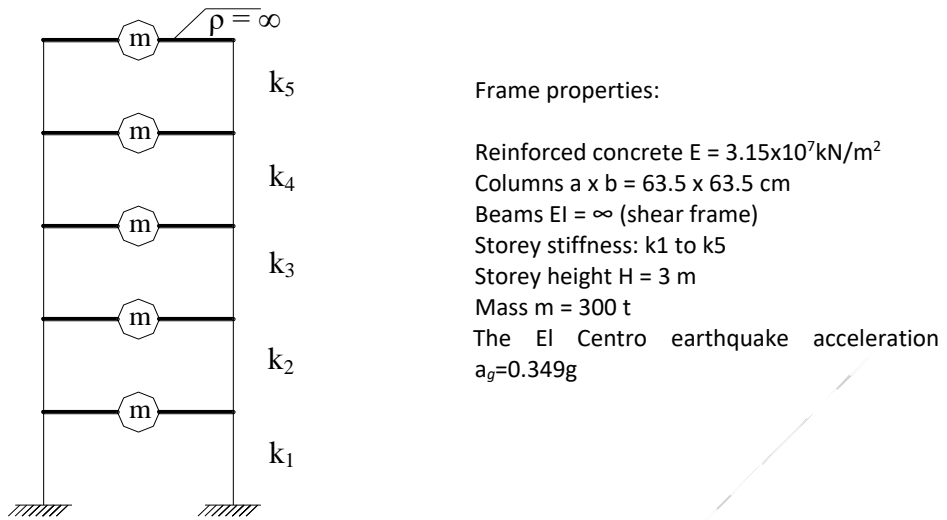 ρ = ∞
m
k₅
m
k₄
m
k₃
m
k₂
m
k₁
Frame properties:
Reinforced concrete E = 3.15x10⁷kN/m²
Columns a x b = 63.5 x 63.5 cm
Beams EI = ∞ (shear frame)
Storey stiffness: k1 to k5
Storey height H = 3 m
Mass m = 300 t
The El Centro earthquake acceleration
a𝑔=0.349g